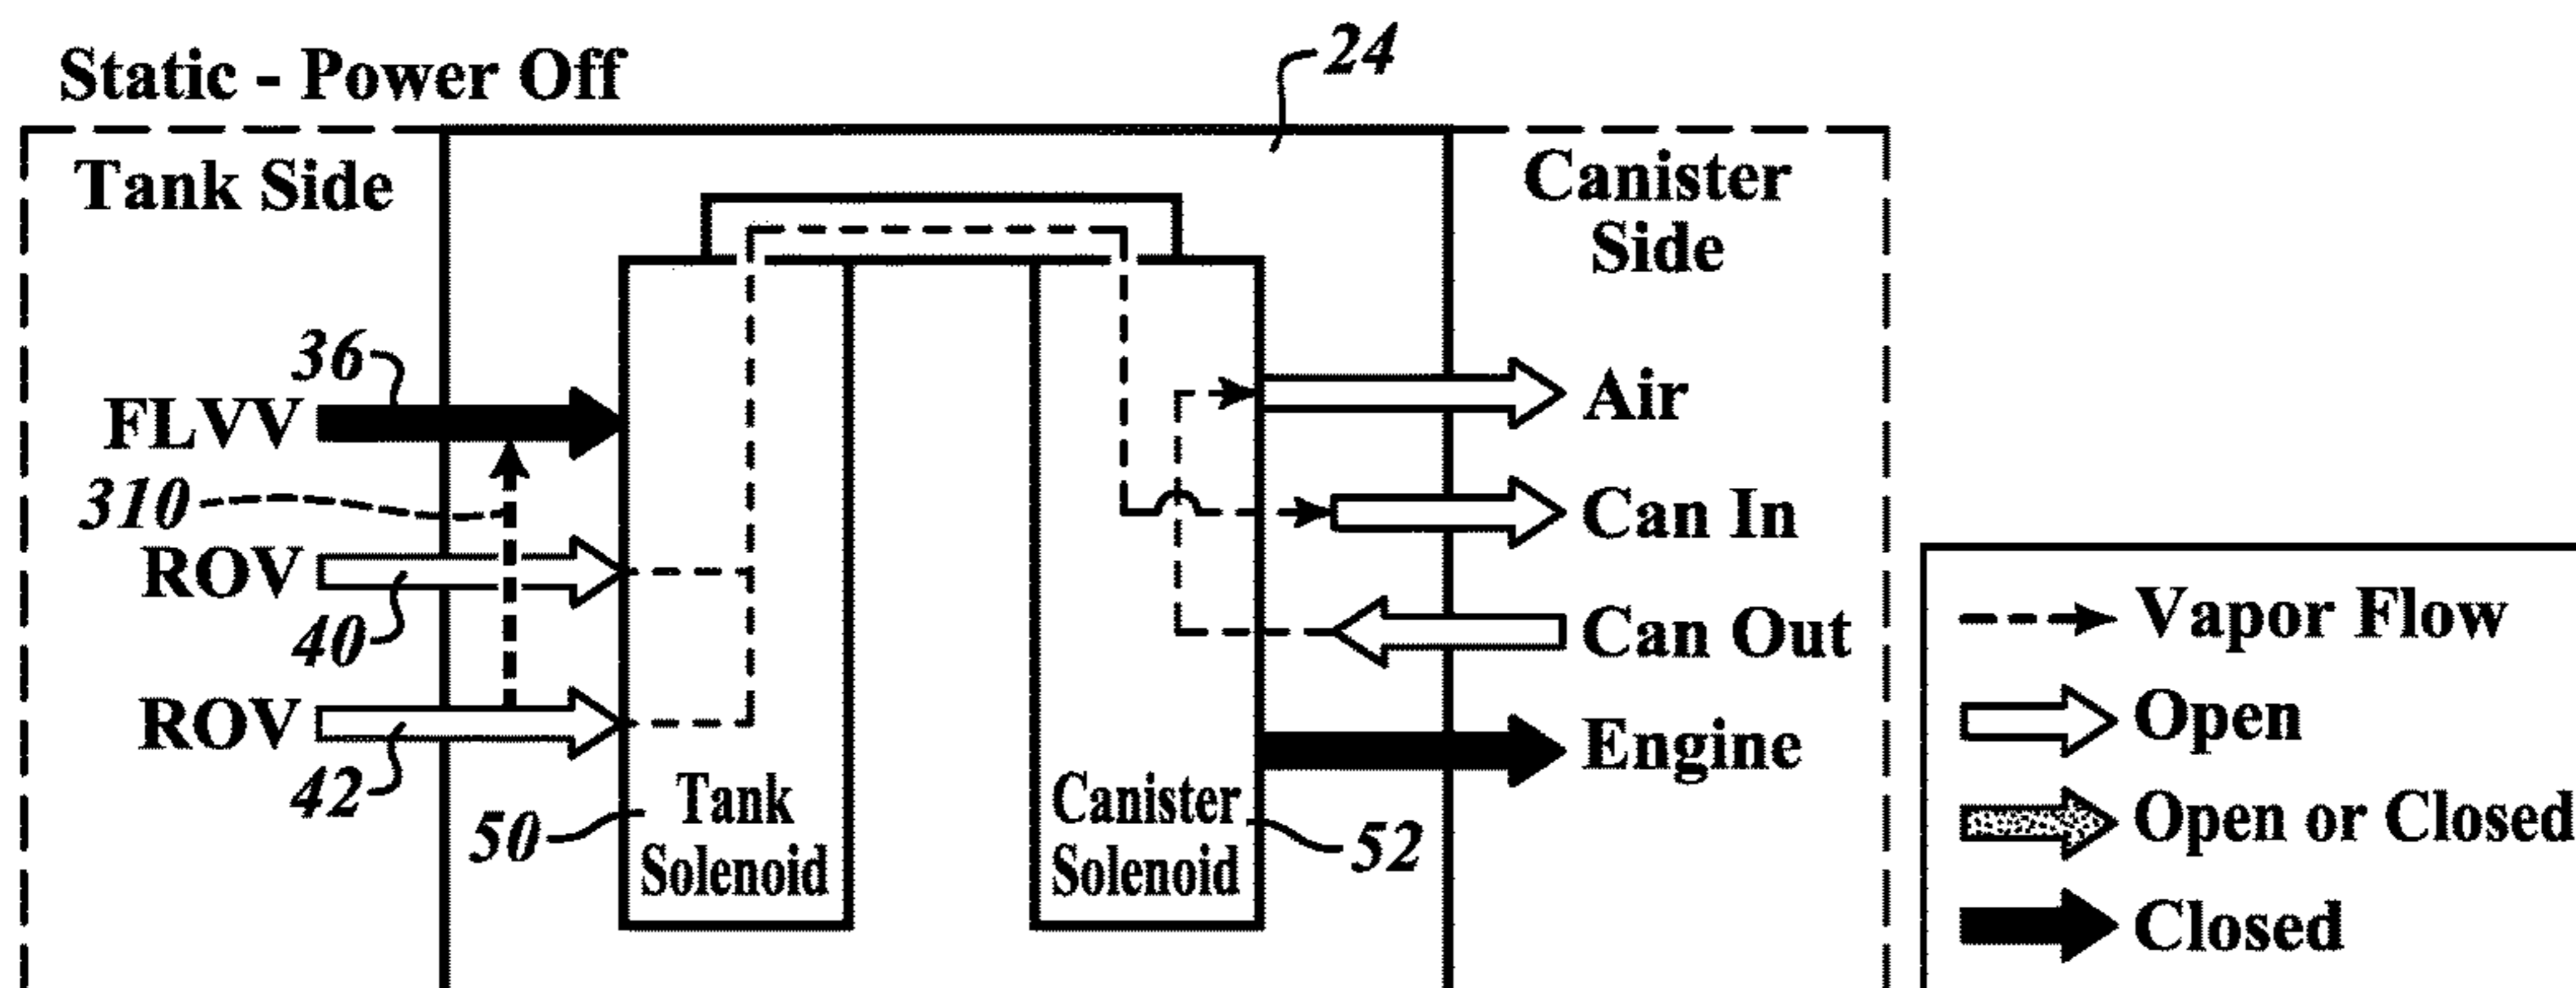 Static - Power Off
24
Tank Side
Canister
Side
36
FLVV
310
ROV
40
ROV
42
50
Tank
Solenoid
Canister
Solenoid
52
Air
Can In
Can Out
Engine
Vapor Flow
Open
Open or Closed
Closed